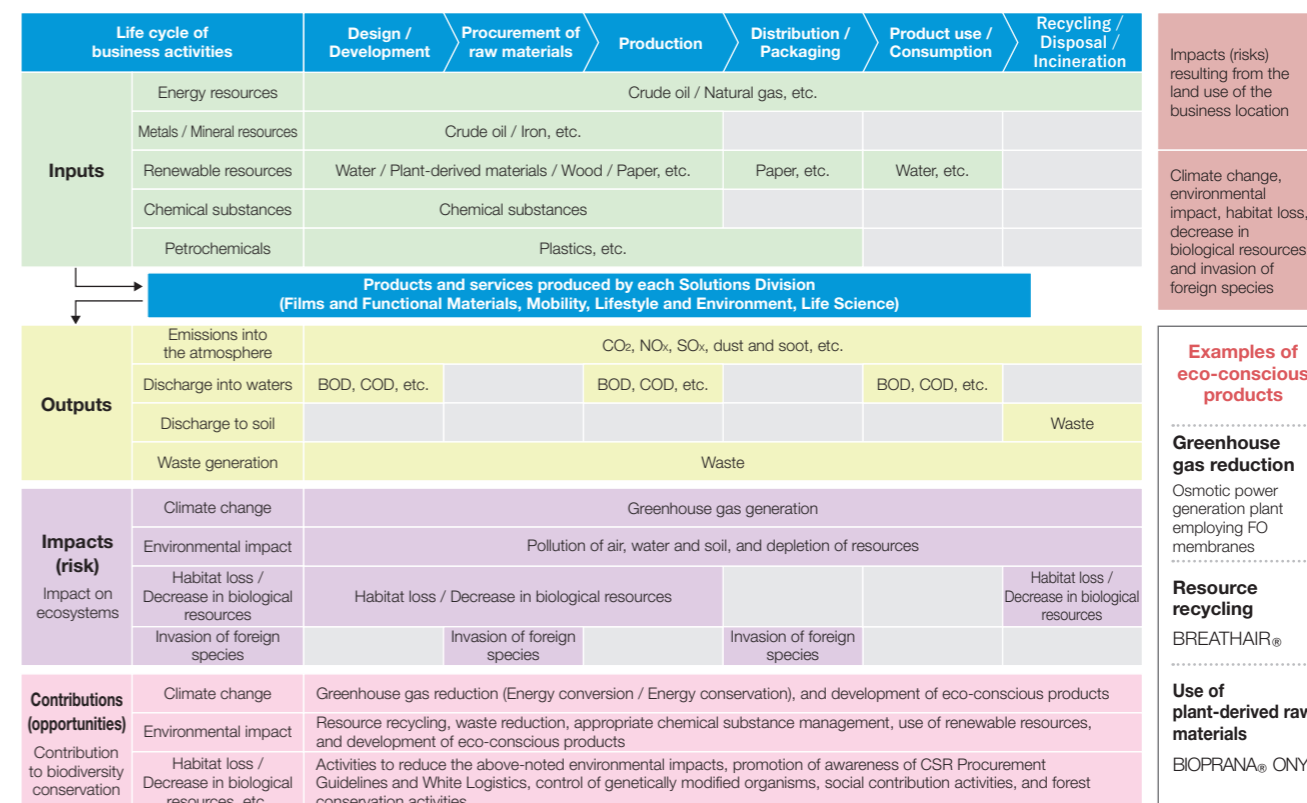 Life cycle of
business activities
Design /
Development
Procurement of
raw materials
Production
Distribution /
Packaging
Product use /
Consumption
Recycling /
Disposal /
Incineration
Inputs
Energy resources
Crude oil / Natural gas, etc.
Metals / Mineral resources
Crude oil / Iron, etc.
Renewable resources
Water / Plant-derived materials / Wood / Paper, etc.
Paper, etc.
Water, etc.
Chemical substances
Chemical substances
Petrochemicals
Plastics, etc.
Products and services produced by each Solutions Division
(Films and Functional Materials, Mobility, Lifestyle and Environment, Life Science)
Outputs
Emissions into
the atmosphere
CO2, NOx, SOx, dust and soot, etc.
Discharge into waters
BOD, COD, etc.
BOD, COD, etc.
BOD, COD, etc.
Discharge to soil
Waste
Waste generation
Waste
Impacts
(risk)
Impact on
ecosystems
Climate change
Greenhouse gas generation
Environmental impact
Pollution of air, water and soil, and depletion of resources
Habitat loss /
Decrease in biological
resources
Habitat loss / Decrease in biological resources
Habitat loss /
Decrease in biological
resources
Invasion of foreign
species
Invasion of foreign
species
Invasion of foreign
species
Contributions
(opportunities)
Contribution
to biodiversity
conservation
Climate change
Greenhouse gas reduction (Energy conversion / Energy conservation), and development of eco-conscious products
Environmental impact
Resource recycling, waste reduction, appropriate chemical substance management, use of renewable resources,
and development of eco-conscious products
Habitat loss /
Decrease in biological
resources, etc.
Activities to reduce the above-noted environmental impacts, promotion of awareness of CSR Procurement
Guidelines and White Logistics, control of genetically modified organisms, social contribution activities, and forest
conservation activities
Impacts (risks)
resulting from the
land use of the
business location
Climate change,
environmental
impact, habitat loss,
decrease in
biological resources
and invasion of
foreign species
Examples of
eco-conscious
products
Greenhouse
gas reduction
Osmotic power
generation plant
employing FO
membranes
Resource
recycling
BREATHAIR®
Use of
plant-derived raw
materials
BIOPRANA® ONY